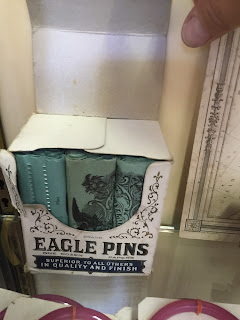 EAGLE PINS
SUPERIOR TO ALL OTHERS
IN QUALITY AND FINISH